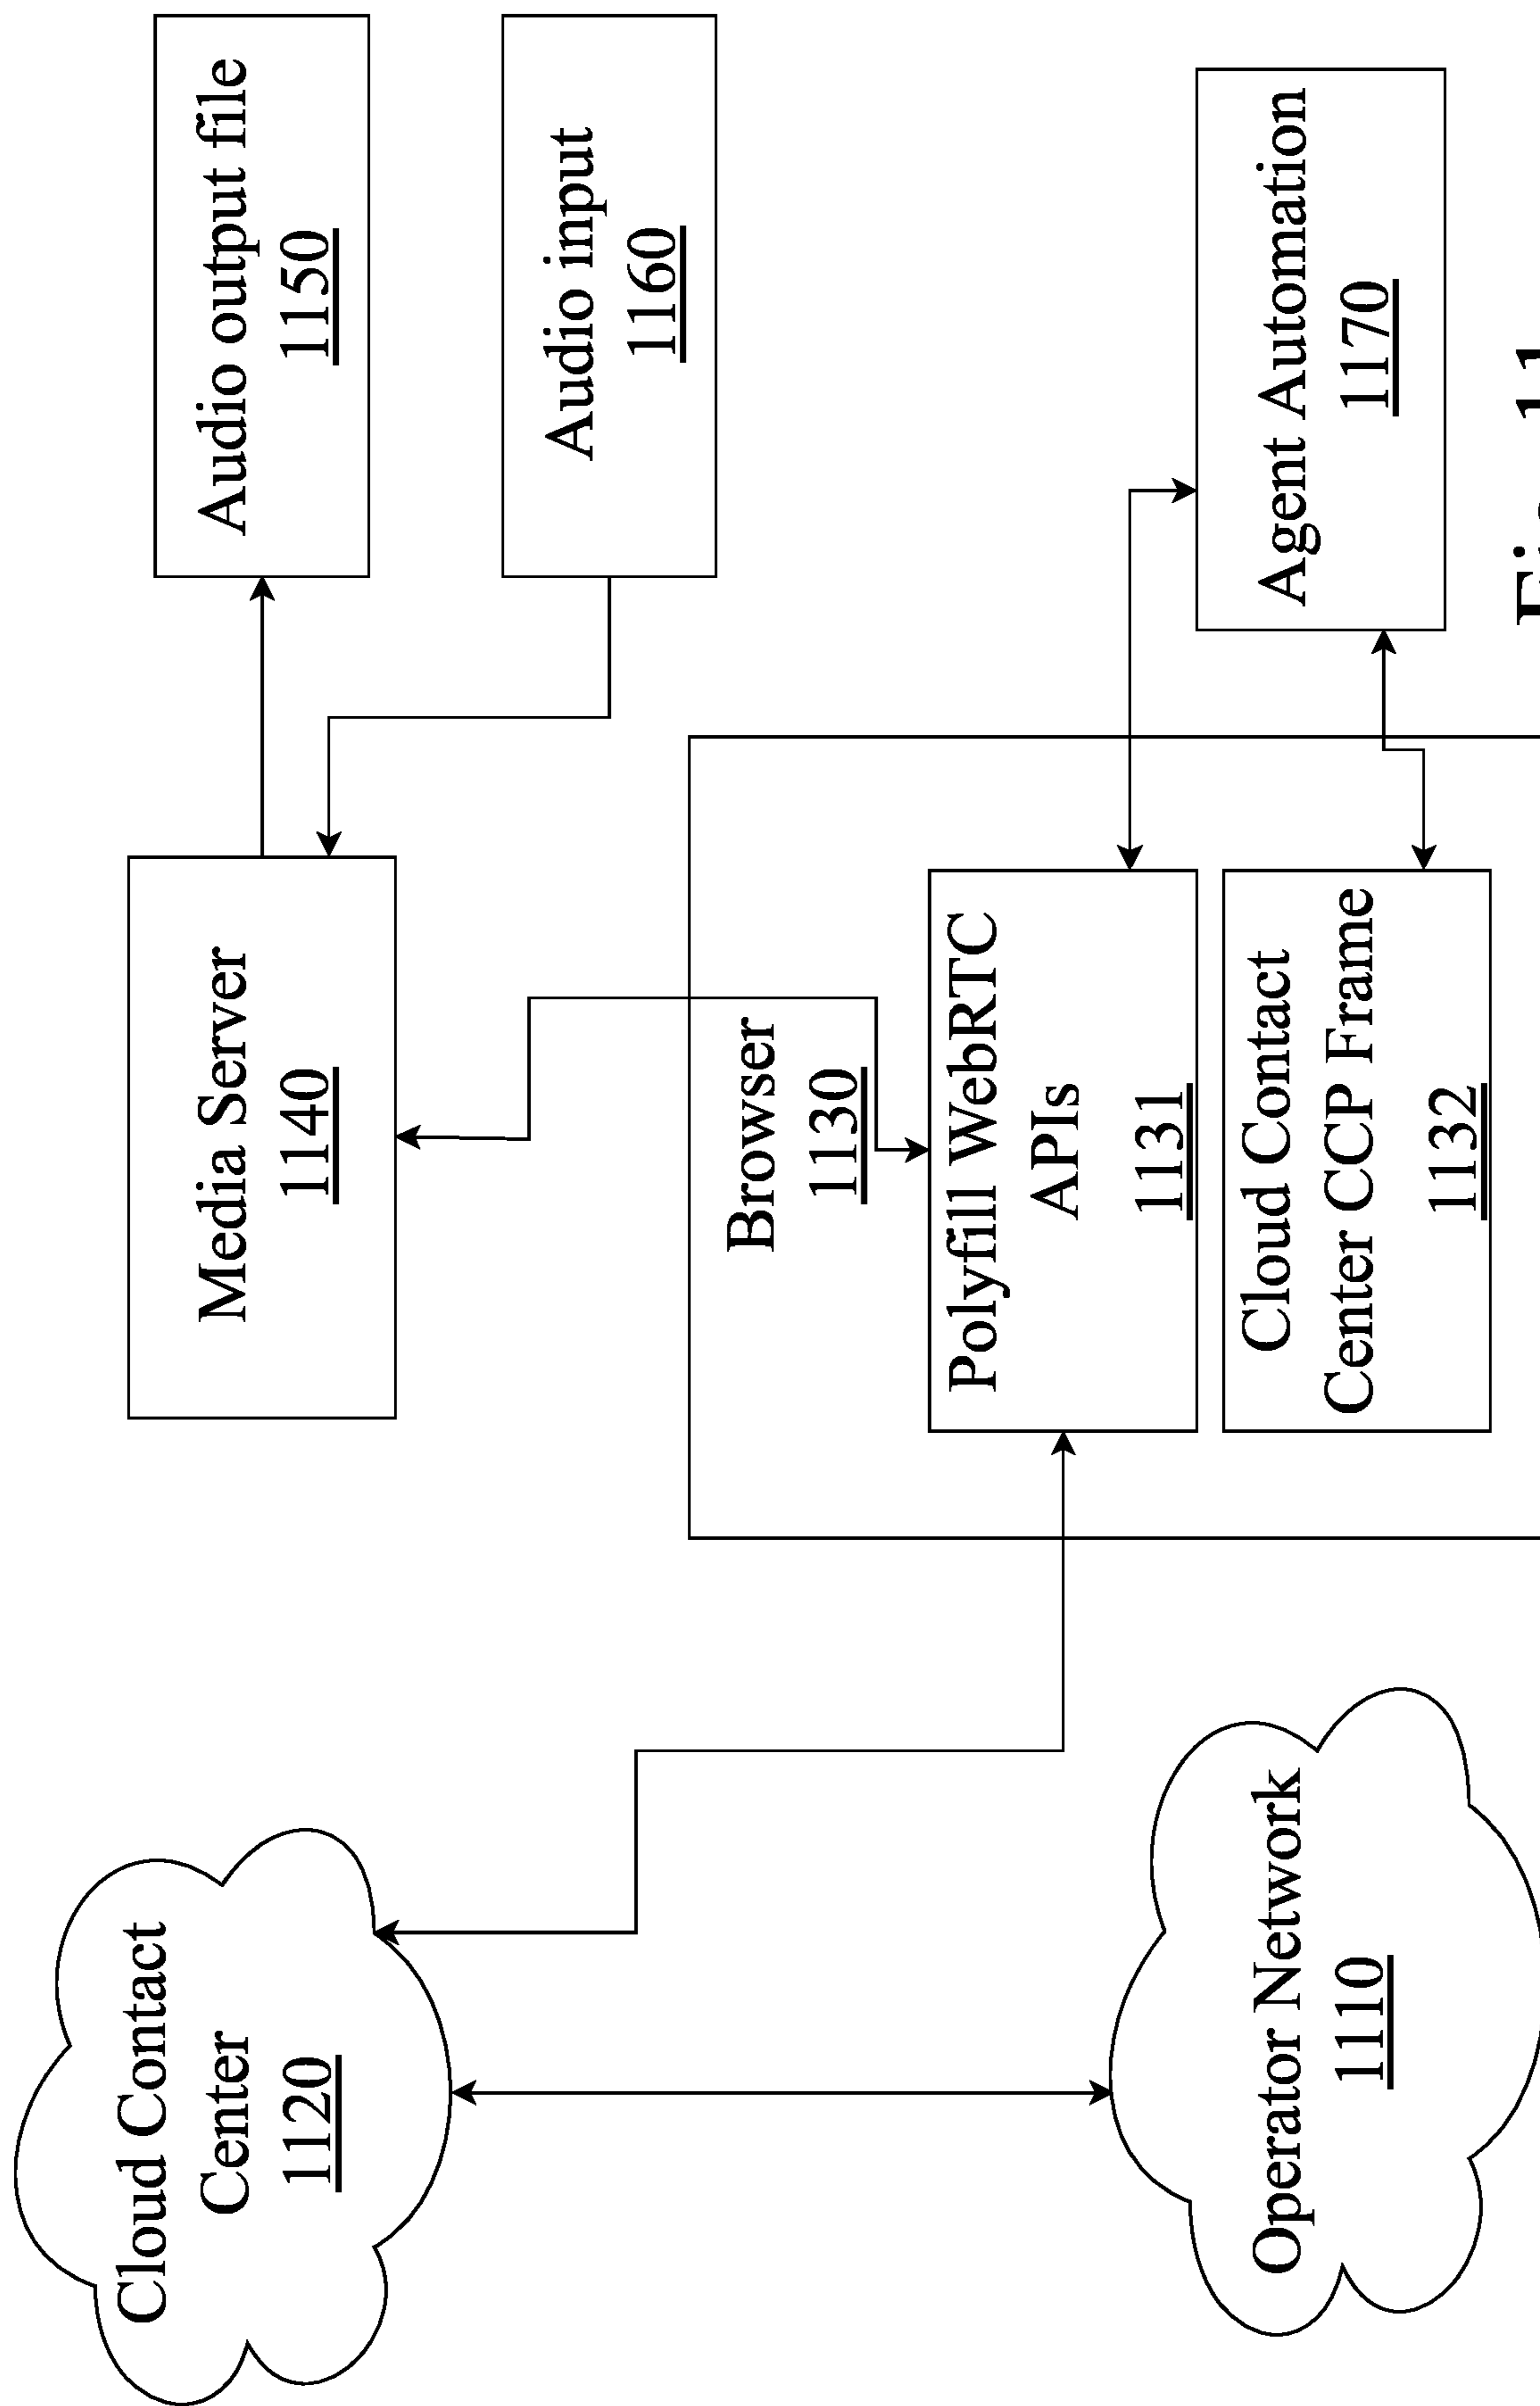 Cloud Contact
Center
1120
Media Server
1140
Audio output file
1150
Audio input
1160
Browser
1130
Polyfill WebRTC
APIs
1131
Cloud Contact
Center CCP Frame
1132
Operator Network
1110
Agent Automation
1170